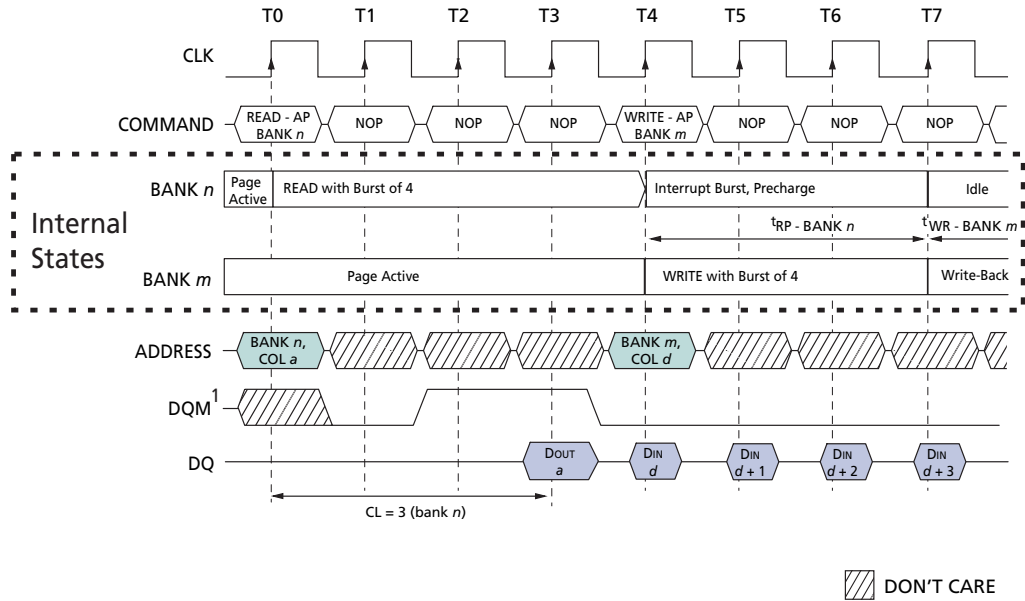 T0 T1 T2 T3 T4 T5 T6 T7
CLK
COMMAND
READ - AP
BANK n
NOP
NOP
NOP
WRITE - AP
BANK m
NOP
NOP
NOP
Internal
States
BANK n
Page
Active
READ with Burst of 4
Interrupt Burst, Precharge
Idle
tRP - BANK n
tWR - BANK m
BANK m
Page Active
WRITE with Burst of 4
Write-Back
ADDRESS
BANK n,
COL a
BANK m,
COL d
DQM1
DQ
DOUT
a
DIN
d
DIN
d + 1
DIN
d + 2
DIN
d + 3
CL = 3 (bank n)
DON'T CARE